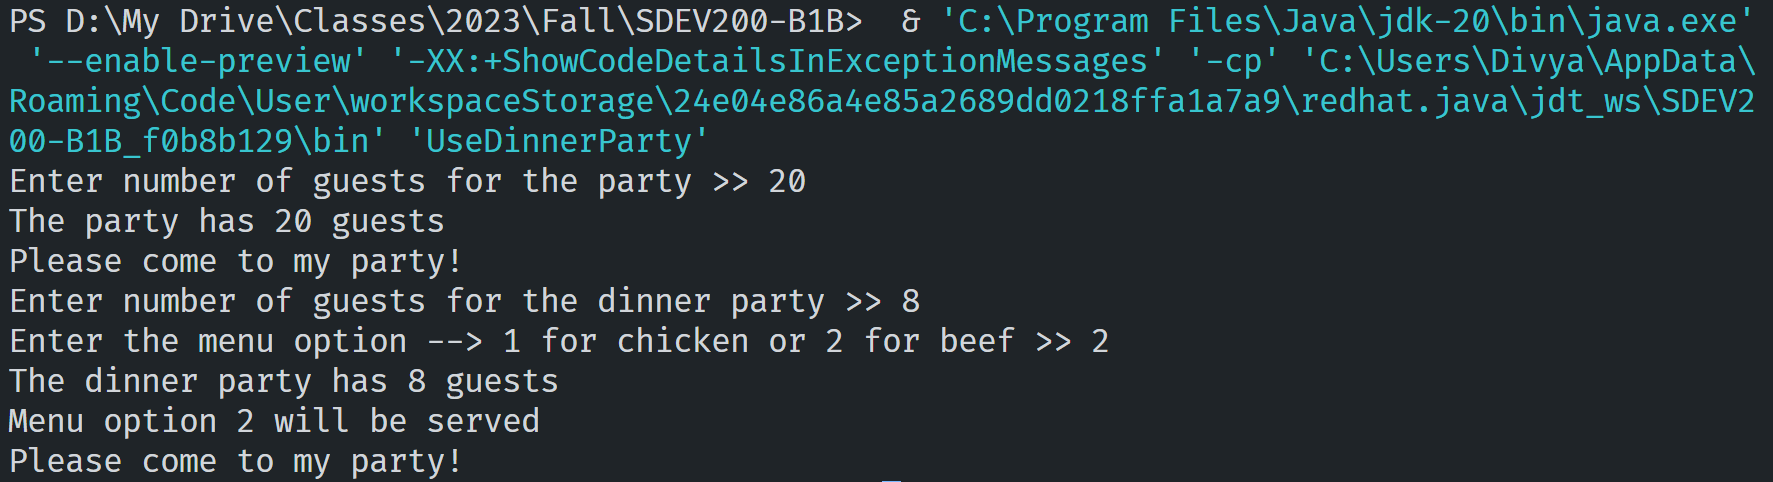 PS D:\My Drive\Classes\2023\Fall\SDEV200-B1B>  & 'C:\Program Files\Java\jdk-20\bin\java.exe'
 '--enable-preview' '-XX:+ShowCodeDetailsInExceptionMessages' '-cp' 'C:\Users\Divya\AppData\
Roaming\Code\User\workspaceStorage\24e04e86a4e85a2689dd0218ffa1a7a9\redhat.java\jdt_ws\SDEV2
00-B1B_f0b8b129\bin' 'UseDinnerParty'
Enter number of guests for the party >> 20
The party has 20 guests
Please come to my party!
Enter number of guests for the dinner party >> 8
Enter the menu option --> 1 for chicken or 2 for beef >> 2
The dinner party has 8 guests
Menu option 2 will be served
Please come to my party!